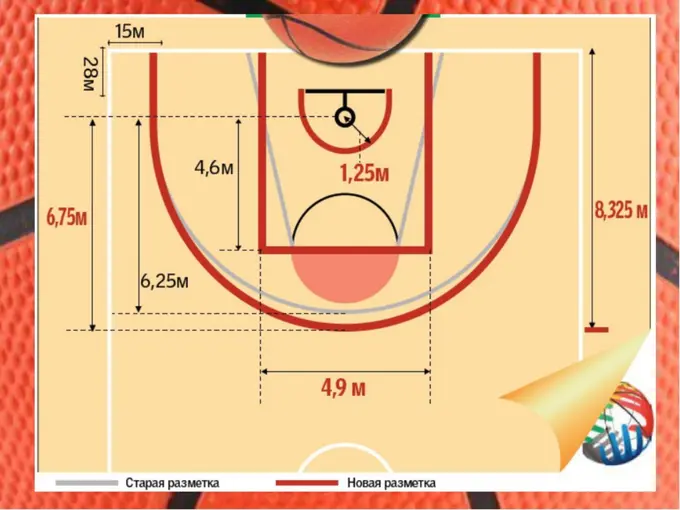 15м
28м
4,6м
1,25м
6,75м
8,325 м
6,25м
4,9 м
Старая разметка
Новая разметка